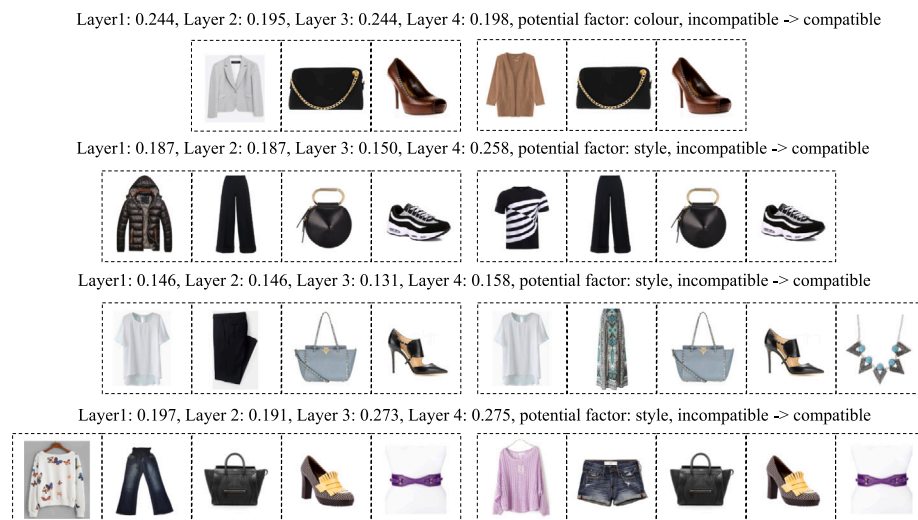 Layer1: 0.244, Layer 2: 0.195, Layer 3: 0.244, Layer 4: 0.198, potential factor: colour, incompatible -> compatible
Layer1: 0.187, Layer 2: 0.187, Layer 3: 0.150, Layer 4: 0.258, potential factor: style, incompatible -> compatible
Layer1: 0.146, Layer 2: 0.146, Layer 3: 0.131, Layer 4: 0.158, potential factor: style, incompatible -> compatible
Layer1: 0.197, Layer 2: 0.191, Layer 3: 0.273, Layer 4: 0.275, potential factor: style, incompatible -> compatible